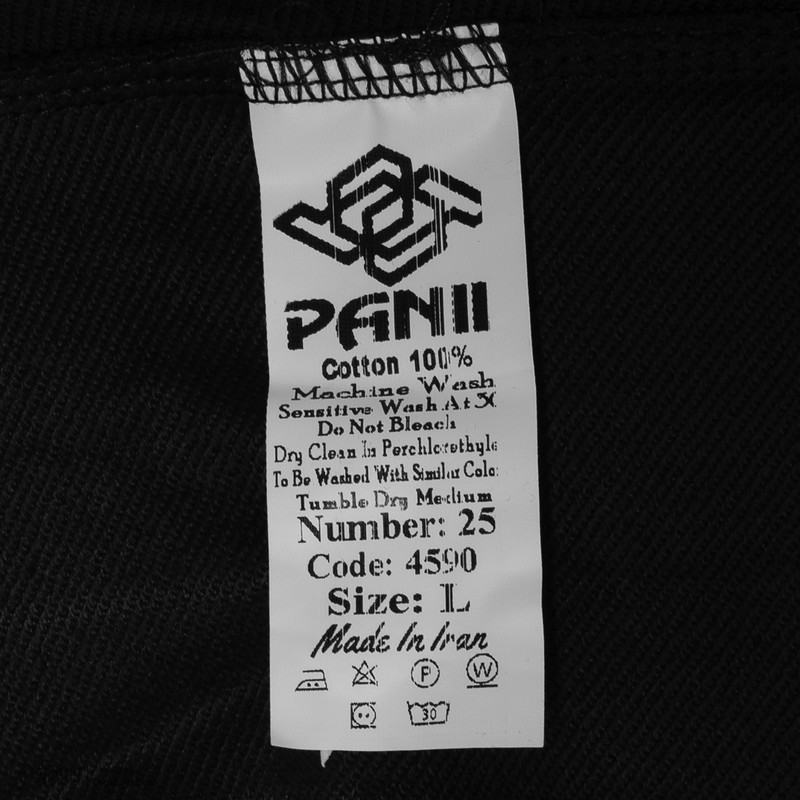 PANII
Cotton 100%
Machine Wash
Sensitive Wash At 30
Do Not Bleach
Dry Clean In Perchlorethyle
To Be Washed With Similar Color
Tumble Dry Medium
Number: 25
Code: 4590
Size: L
Made In Iran
P W
30